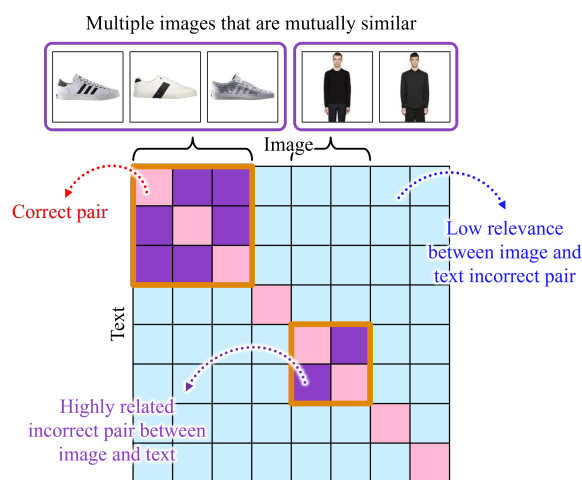 Multiple images that are mutually similar
Image
Correct pair
Low relevance
between image and
text incorrect pair
Text
Highly related
incorrect pair between
image and text